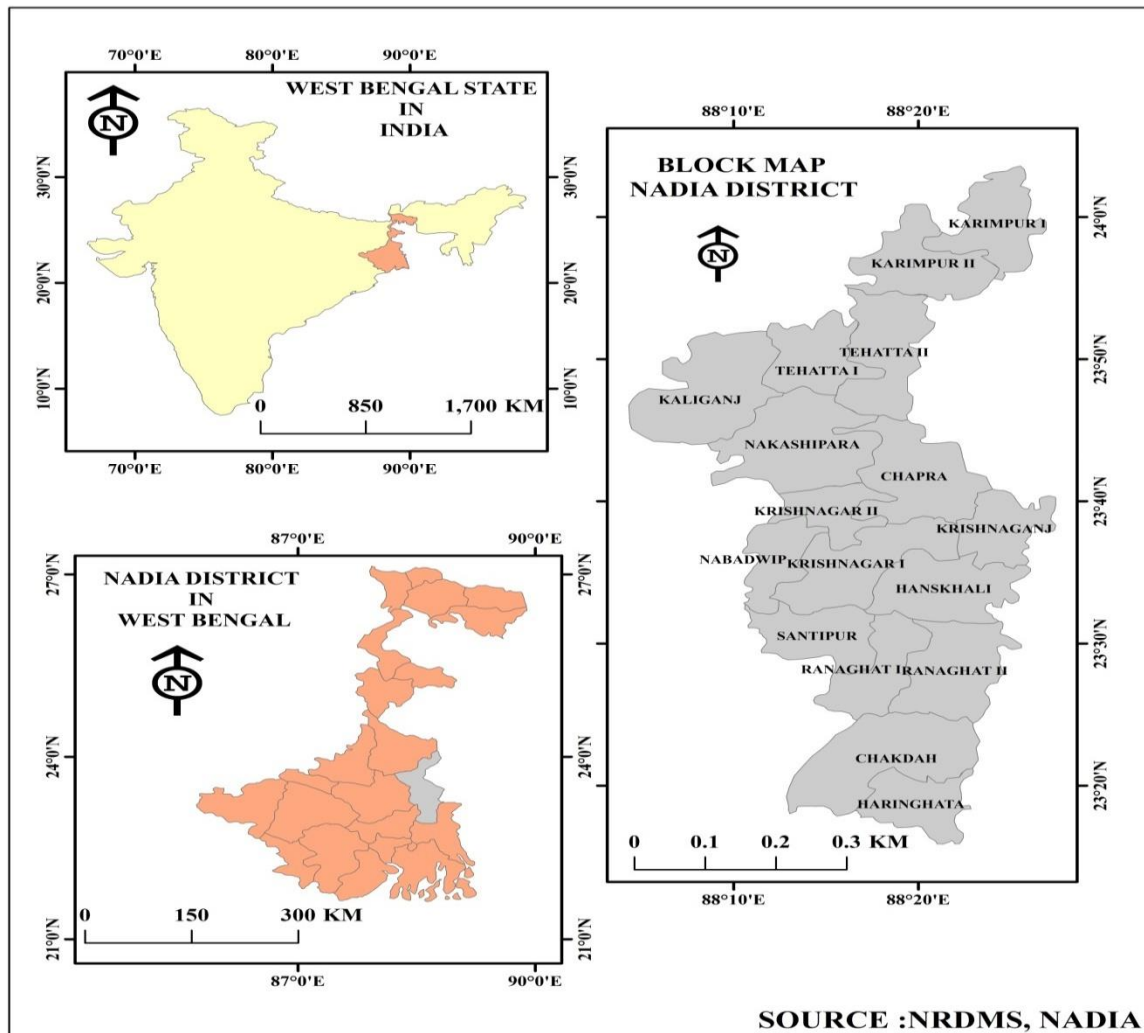 70°0'E 80°0'E 90°0'E
WEST BENGAL STATE
IN
INDIA
N
30°0'N 30°0'N
20°0'N 20°0'N
10°0'N 10°0'N
0 850 1,700 KM
70°0'E 80°0'E 90°0'E
87°0'E 90°0'E
NADIA DISTRICT
IN
WEST BENGAL
N
27°0'N 27°0'N
24°0'N 24°0'N
21°0'N 21°0'N
0 150 300 KM
87°0'E 90°0'E
88°10'E 88°20'E
BLOCK MAP
NADIA DISTRICT
N
24°0'N
KARIMPUR I
KARIMPUR II
TEHATTA II
23°50'N
TEHATTA I
KALIGANJ
NAKASHIPARA
CHAPRA
23°40'N
KRISHNAGAR II
KRISHNAGANJ
NABADWIP
KRISHNAGAR I
HANSKHALI
SANTIPUR
23°30'N
RANAGHAT I
RANAGHAT II
CHAKDAH
23°20'N
HARINGHATA
0 0.1 0.2 0.3 KM
88°10'E 88°20'E
SOURCE :NRDMS, NADIA